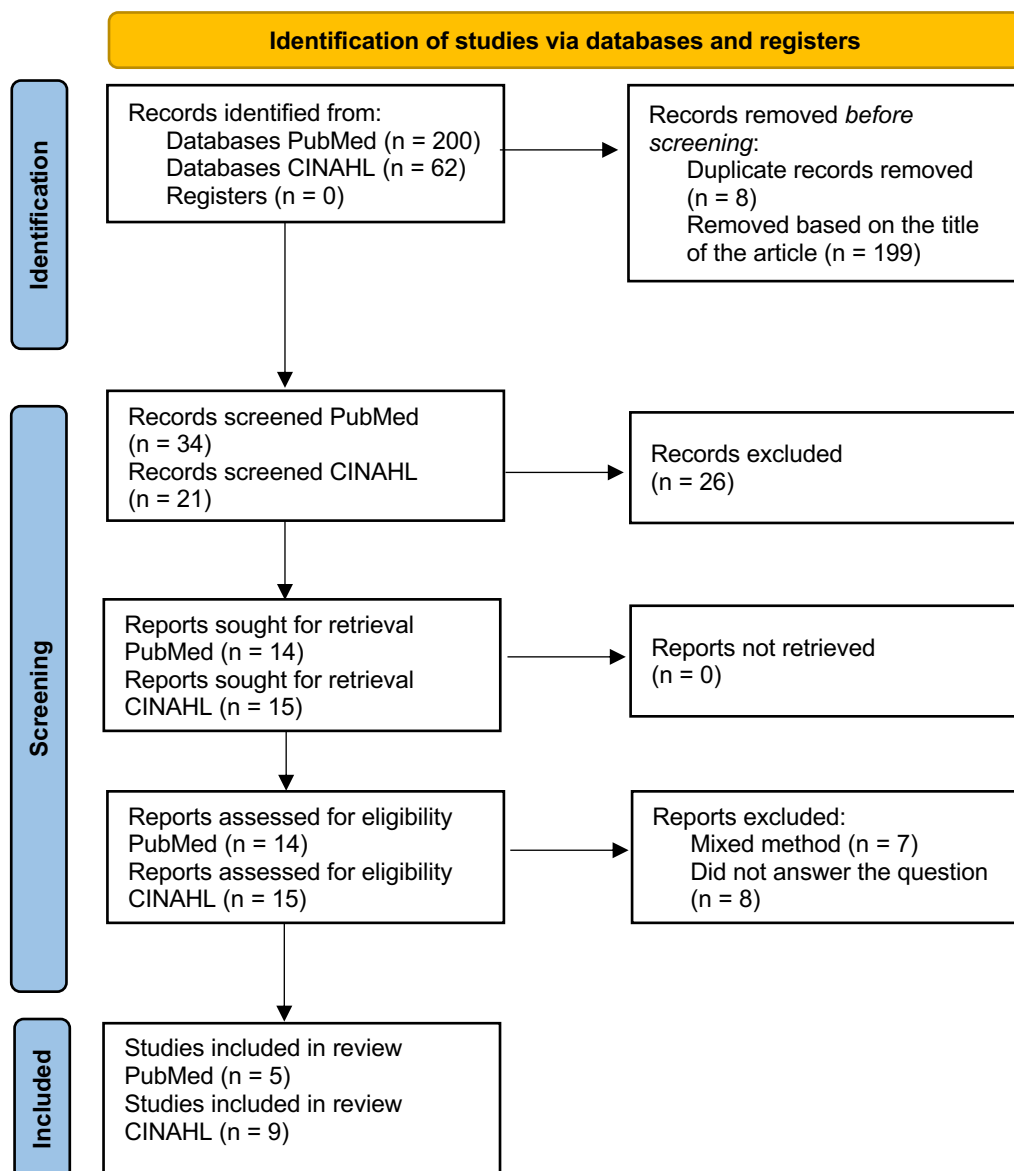 Identification of studies via databases and registers
Identification
Records identified from:
Databases PubMed (n = 200)
Databases CINAHL (n = 62)
Registers (n = 0)
Records removed before
screening:
Duplicate records removed
(n = 8)
Removed based on the title
of the article (n = 199)
Screening
Records screened PubMed
(n = 34)
Records screened CINAHL
(n = 21)
Records excluded
(n = 26)
Reports sought for retrieval
PubMed (n = 14)
Reports sought for retrieval
CINAHL (n = 15)
Reports not retrieved
(n = 0)
Reports assessed for eligibility
PubMed (n = 14)
Reports assessed for eligibility
CINAHL (n = 15)
Reports excluded:
Mixed method (n = 7)
Did not answer the question
(n = 8)
Included
Studies included in review
PubMed (n = 5)
Studies included in review
CINAHL (n = 9)